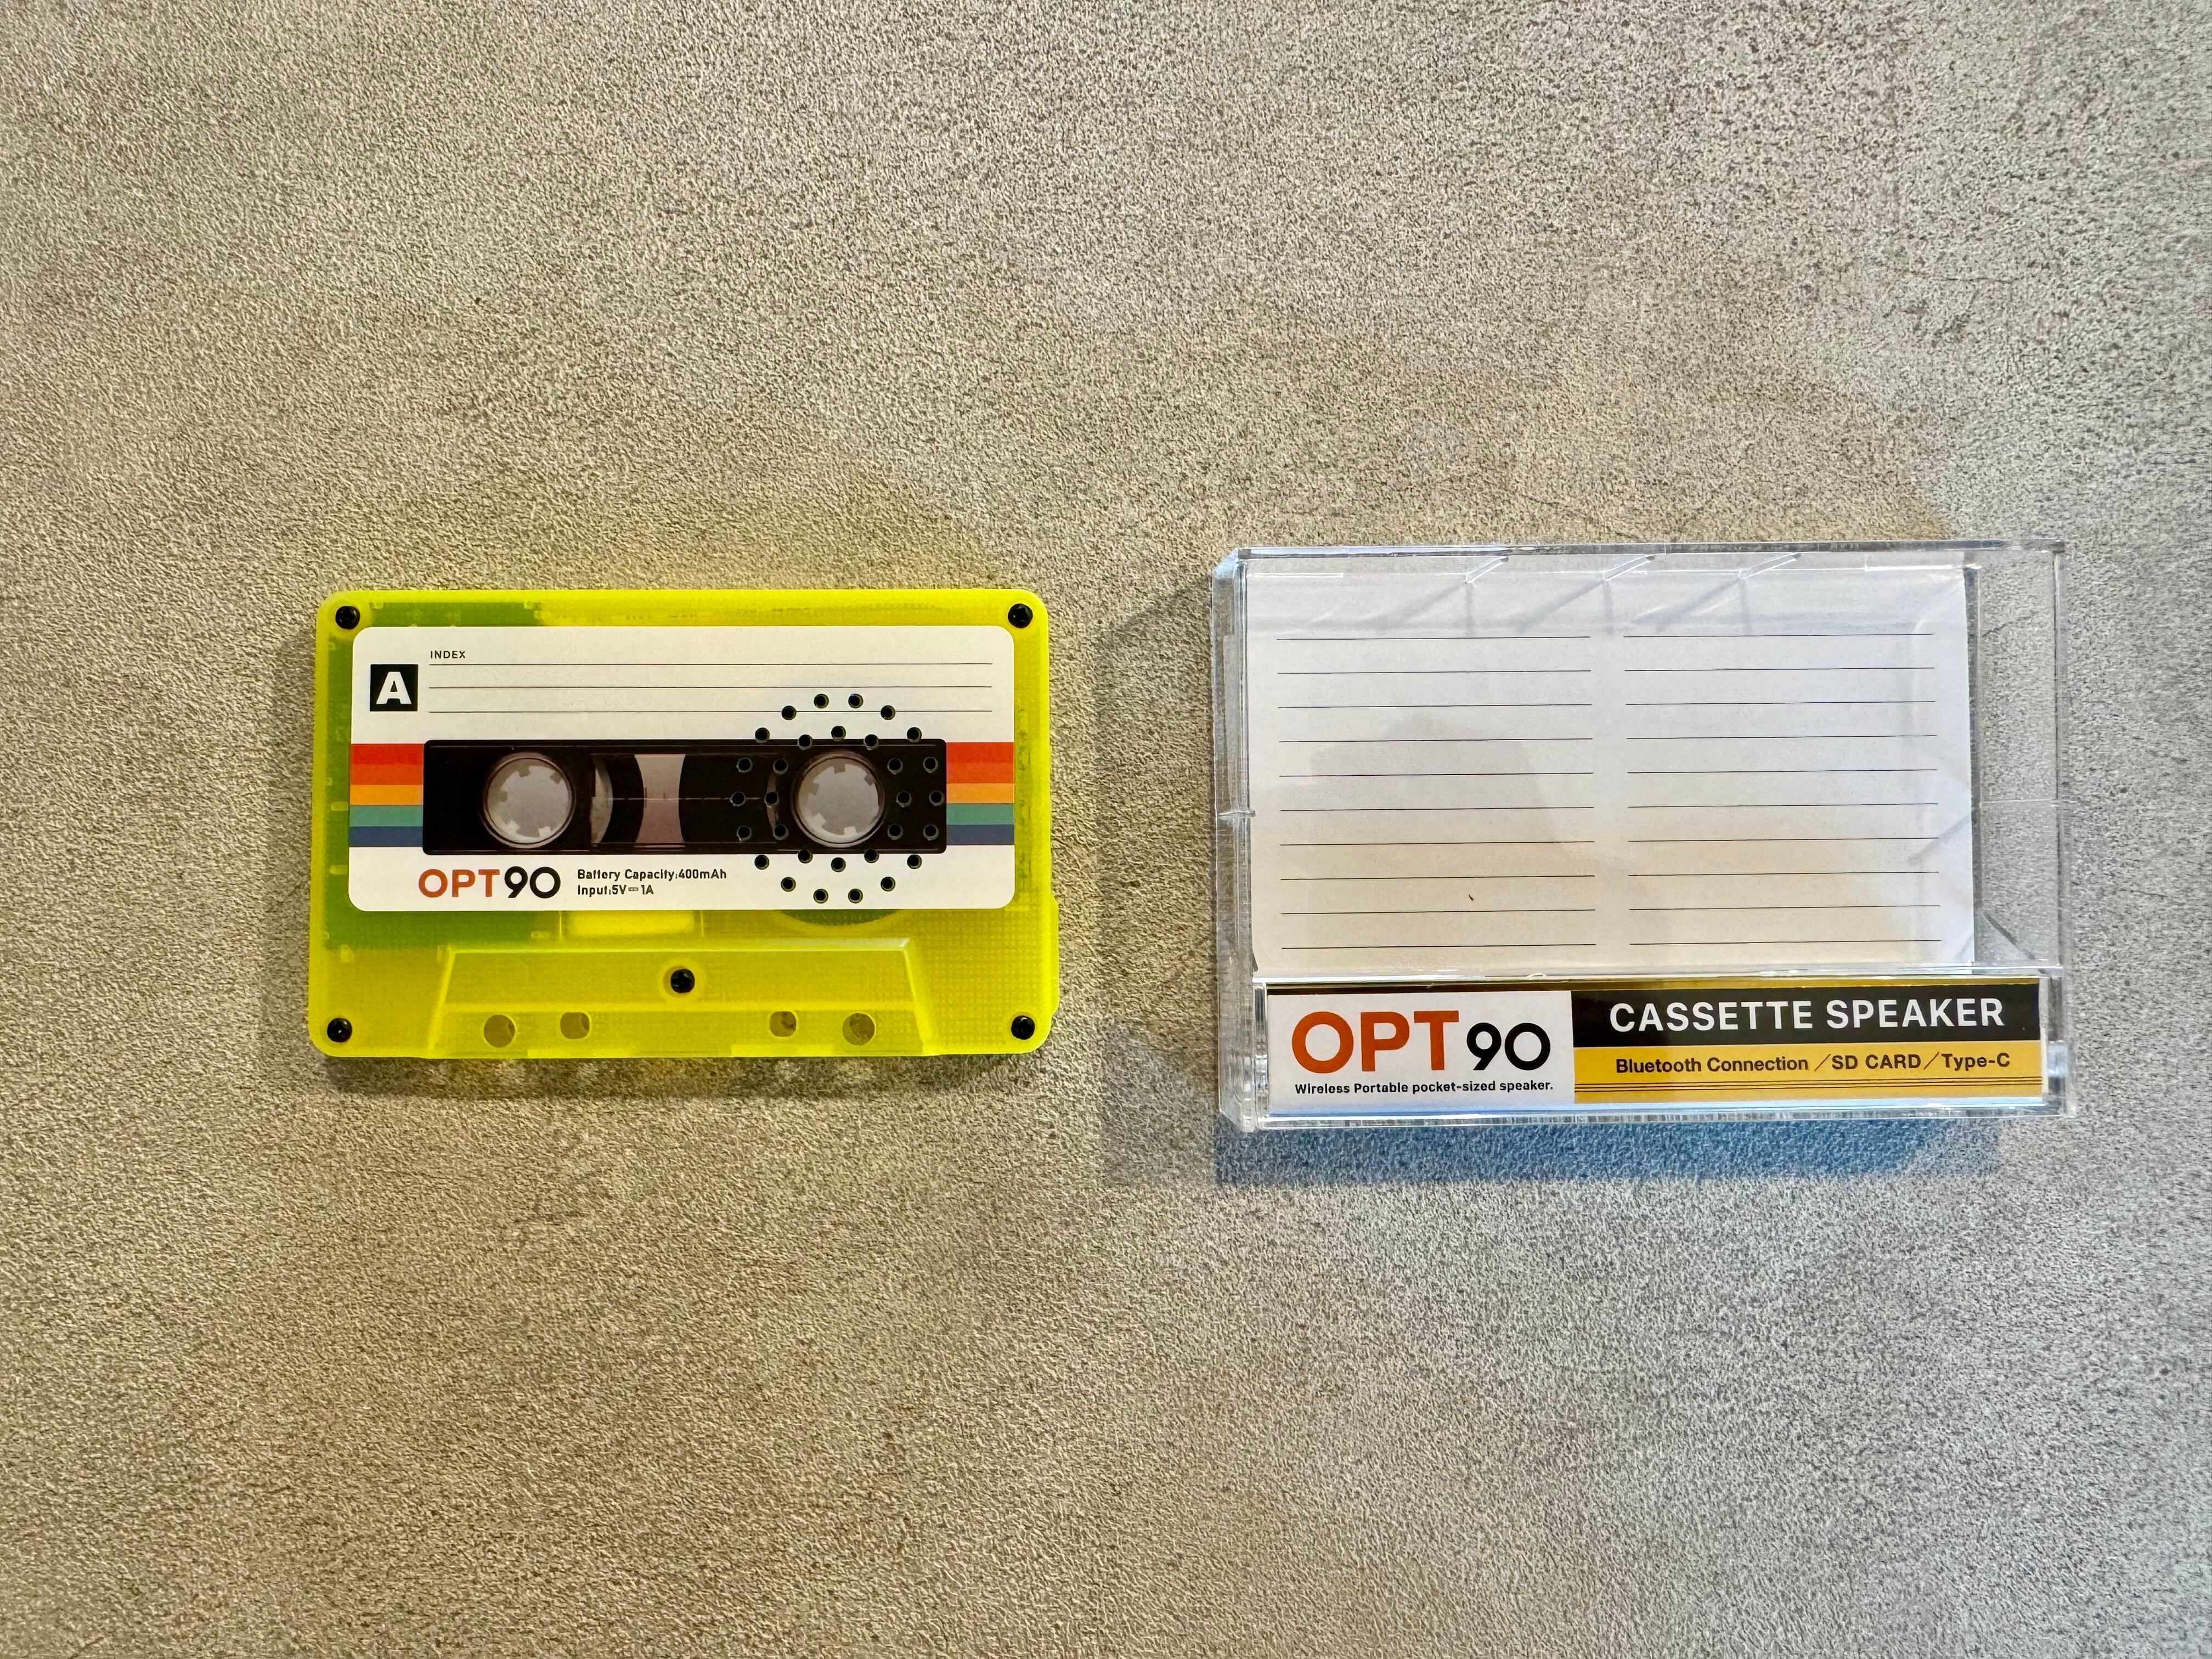 INDEX
A
OPT90
Battery Capacity:400mAh
Input:5V⎓1A
OPT90
Wireless Portable pocket-sized speaker.
CASSETTE SPEAKER
Bluetooth Connection / SD CARD / Type-C